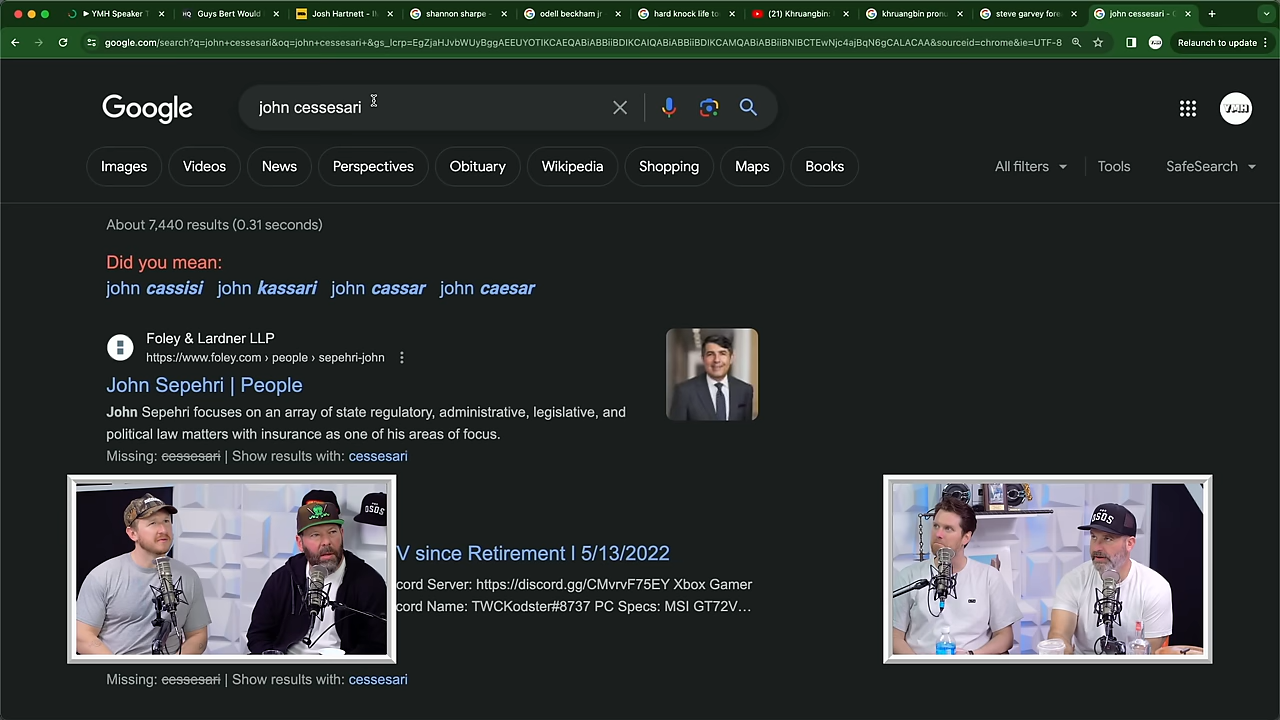 ▶ YMH Speaker T
Guys Bert Would
Josh Hartnett - I
shannon sharpe -
odell beckham jr
hard knock life to
(21) Khruangbin:
khruangbin pronu
steve garvey fore
john cessesari - G
google.com/search?q=john+cessesari&oq=john+cessesari+&gs_lcrp=EgZjaHJvbWUyBggAEEUYOTIKCAEQABiABBiiBDIKCAIQABiABBiiBDIKCAMQABiABBiiBNIBCTEwNjc4ajBqN6gCALACAA&sourceid=chrome&ie=UTF-8
Relaunch to update
Google
john cessesari
YMH
Images
Videos
News
Perspectives
Obituary
Wikipedia
Shopping
Maps
Books
All filters
Tools
SafeSearch
About 7,440 results (0.31 seconds)
Did you mean:
john cassisi john kassari john cassar john caesar
Foley & Lardner LLP
https://www.foley.com › people › sepehri-john
John Sepehri | People
John Sepehri focuses on an array of state regulatory, administrative, legislative, and
political law matters with insurance as one of his areas of focus.
Missing: cessesari | Show results with: cessesari
V since Retirement l 5/13/2022
cord Server: https://discord.gg/CMvrvF75EY Xbox Gamer
cord Name: TWCKodster#8737 PC Specs: MSI GT72V…
OSDS
OSDS
Missing: cessesari | Show results with: cessesari